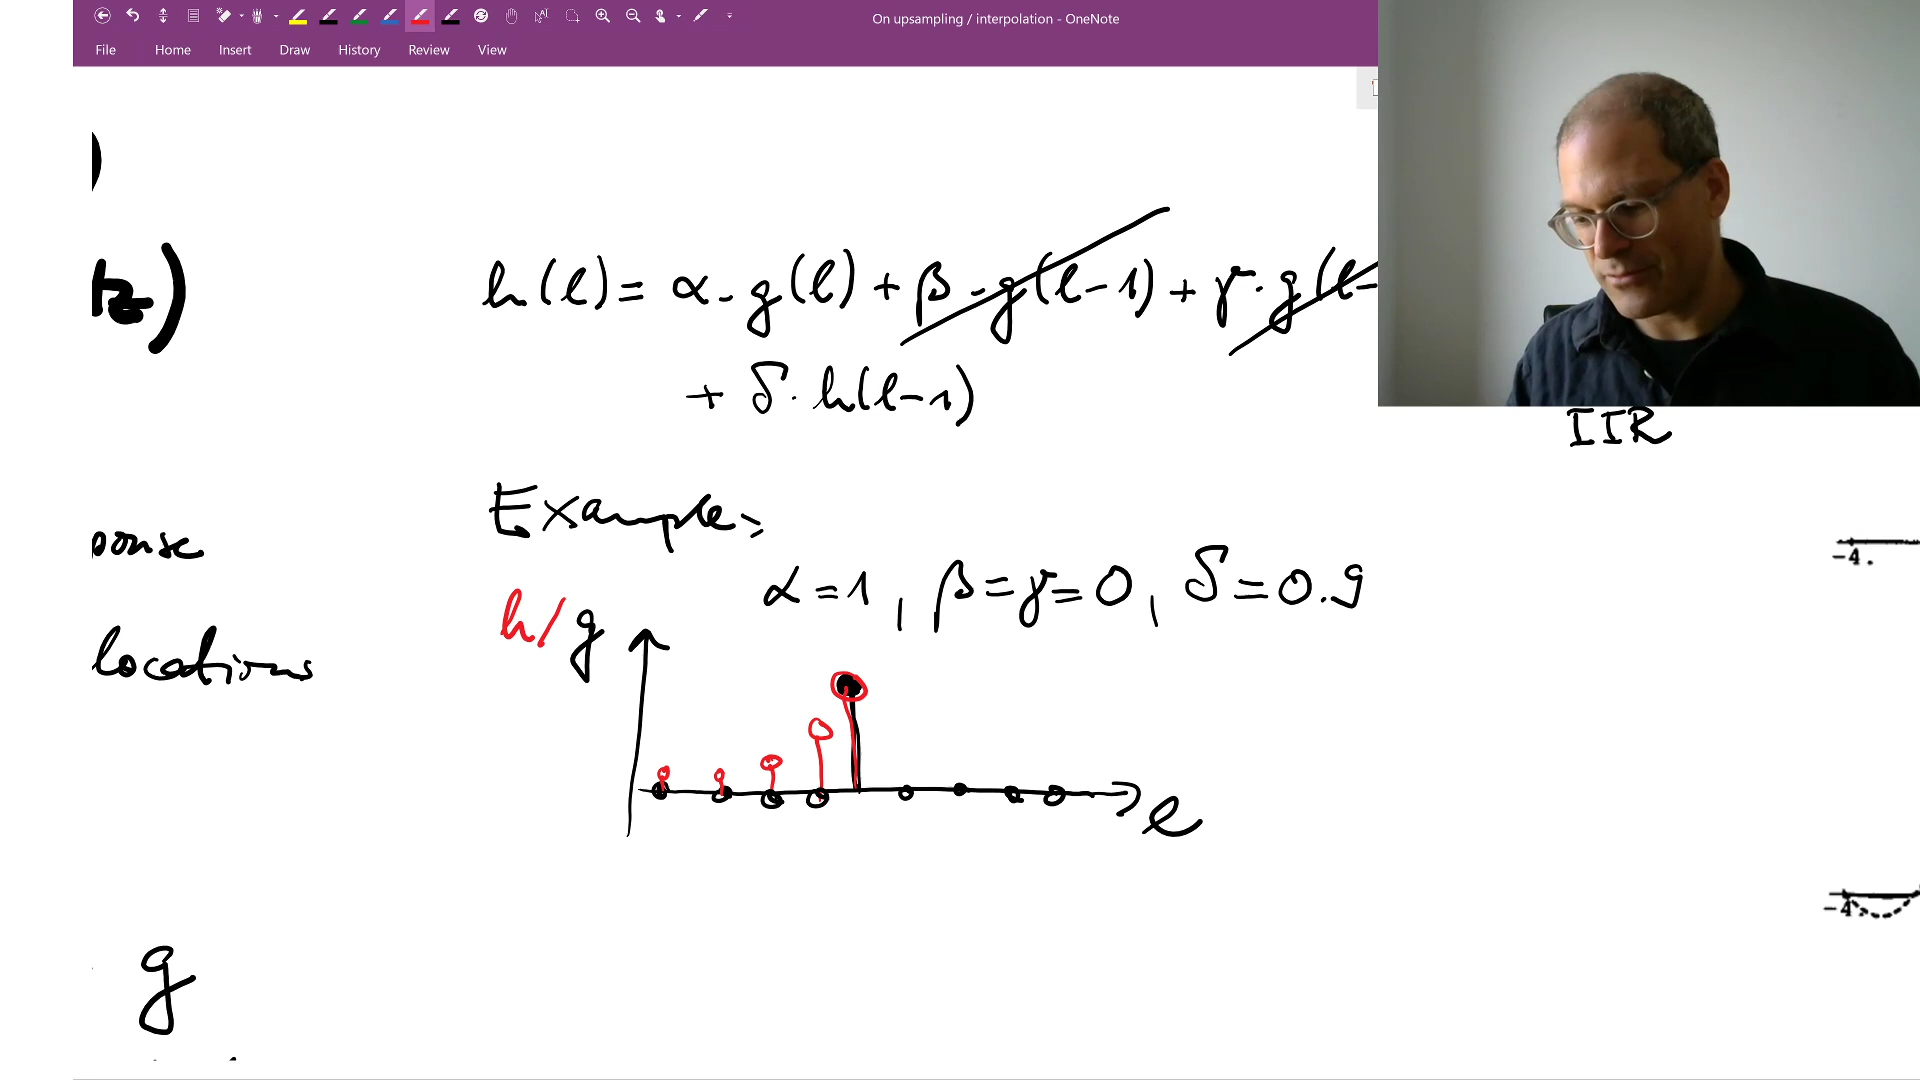 On upsampling / interpolation - OneNote
File Home Insert Draw History Review View
h(l) = α · g(l) + β · g(l-1) + γ · g(l-
+ δ · h(l-1)
IIR
Example:
α = 1, β = γ = 0, δ = 0.9
h/g
l
ponse
locations
-4.
-4.
g